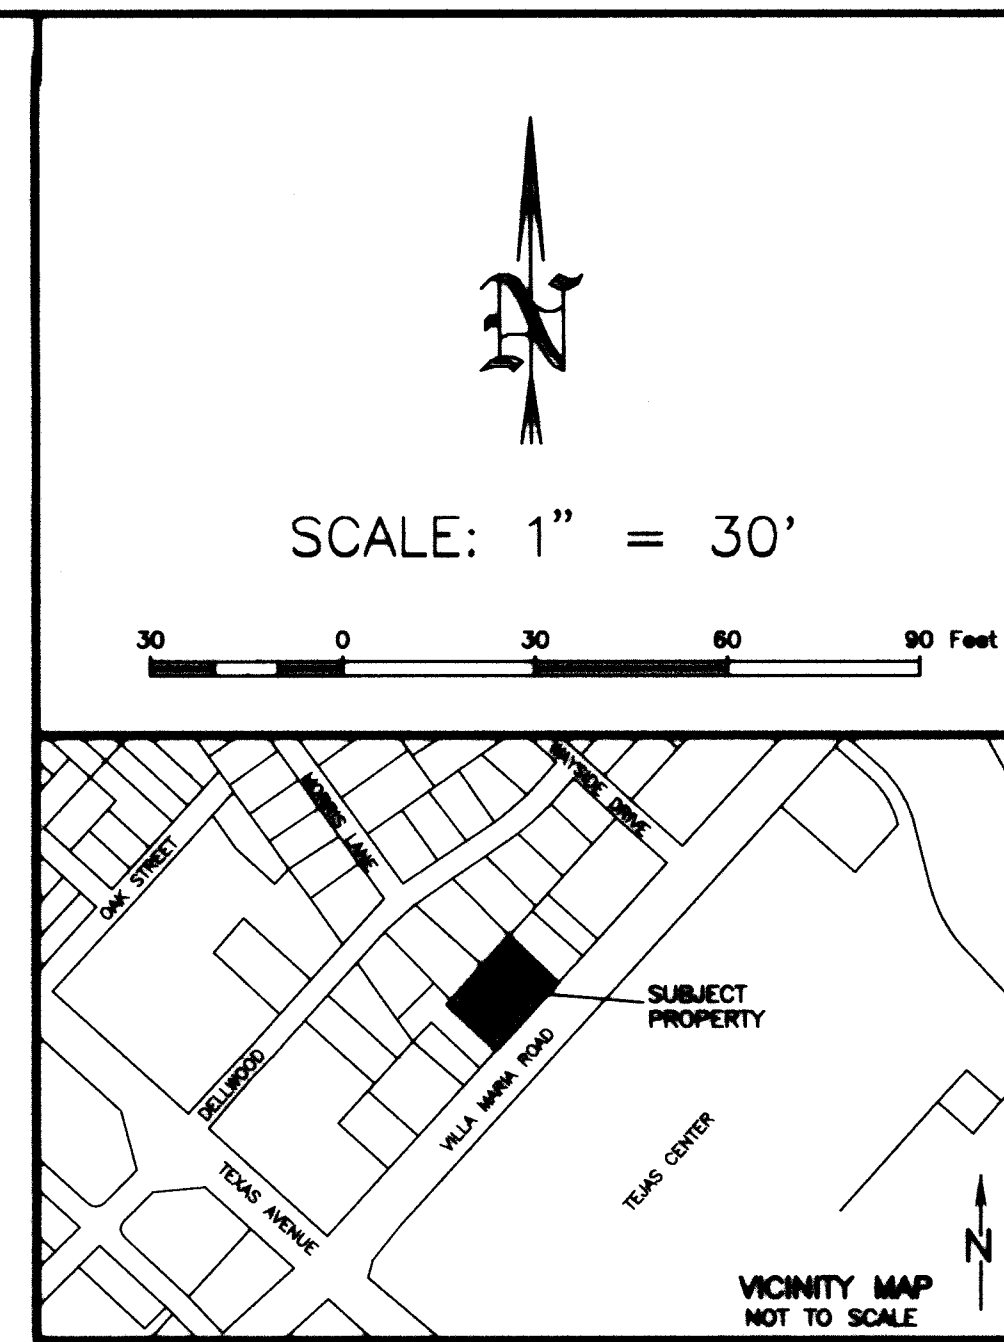 N
SCALE: 1" = 30'
30 0 30 60 90 Feet
WAYSIDE DRIVE
MORRIS LANE
OAK STREET
SUBJECT
PROPERTY
DELLWOOD
VILLA MARIA ROAD
TEJAS CENTER
TEXAS AVENUE
N
VICINITY MAP
NOT TO SCALE